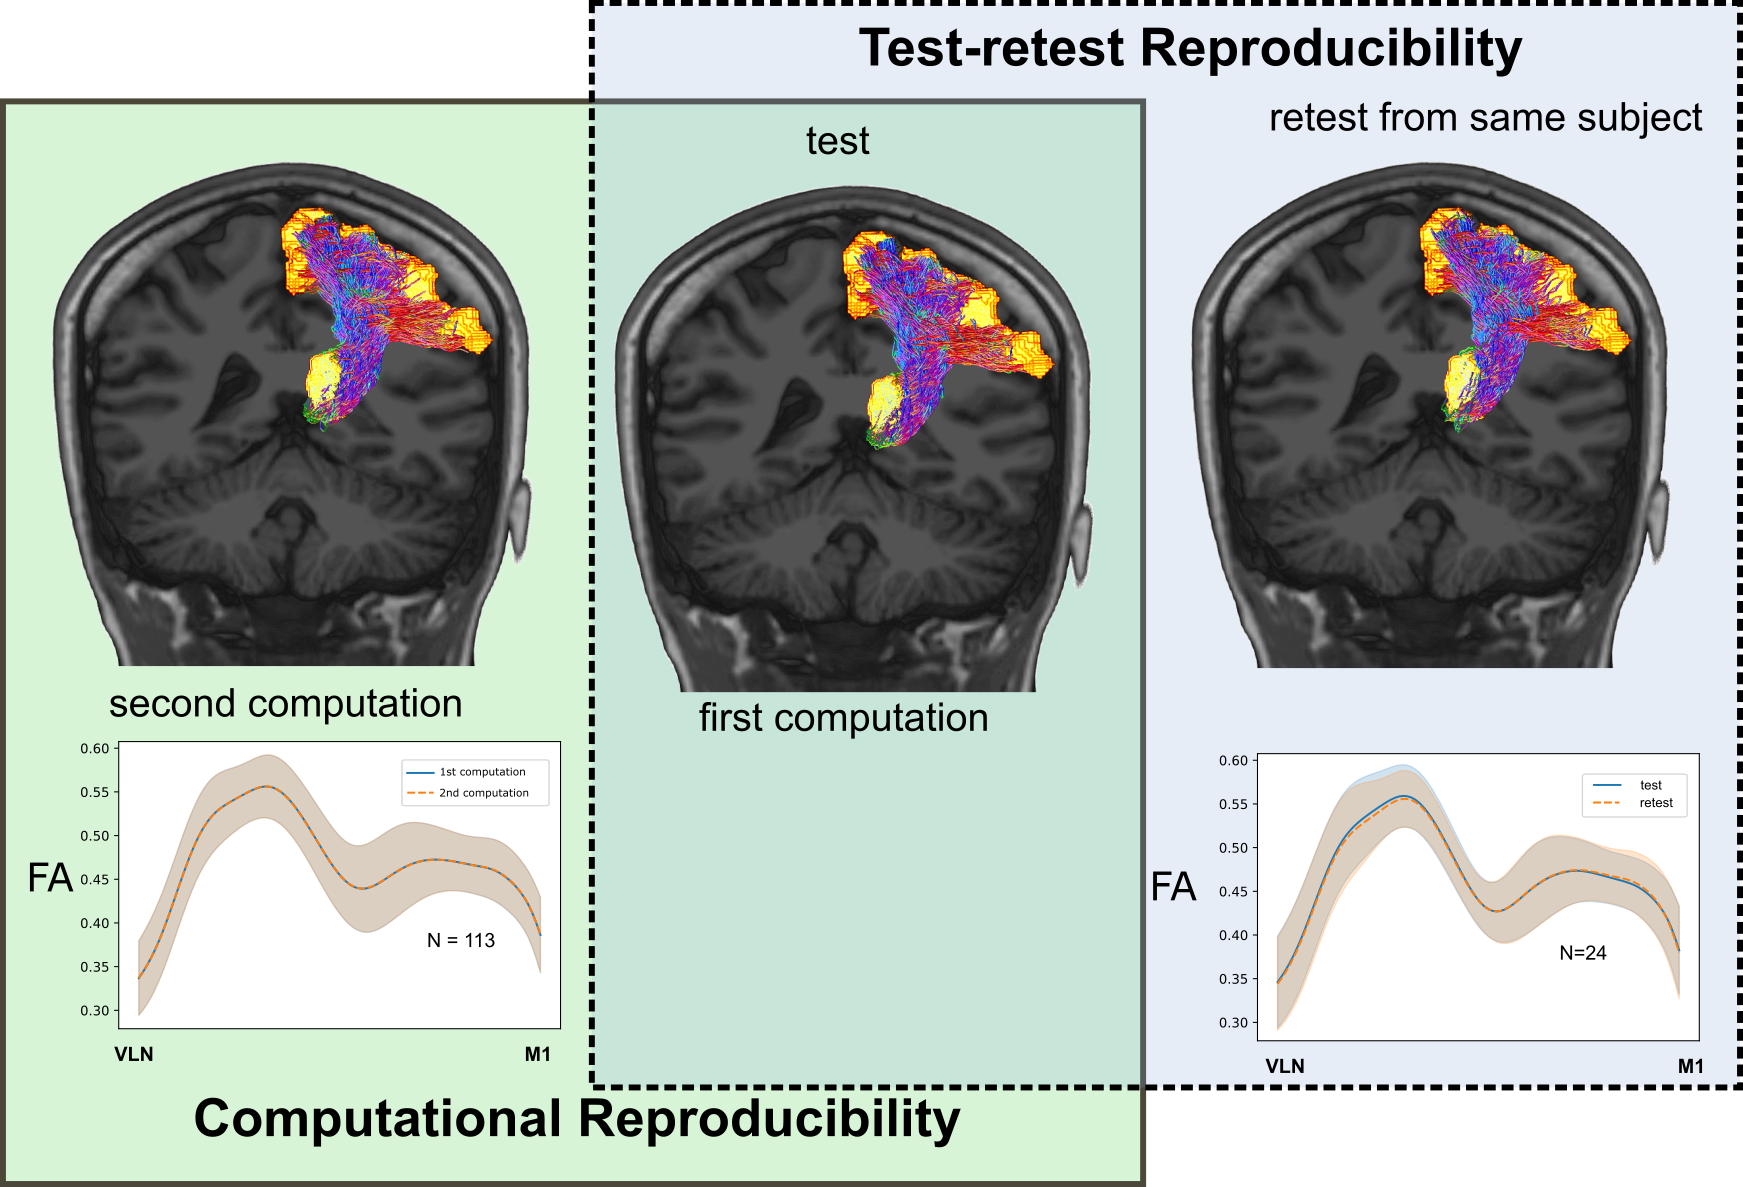 Test-retest Reproducibility
test
retest from same subject
second computation
first computation
0.60
0.55
0.50
0.45
0.40
0.35
0.30
FA
1st computation
2nd computation
N = 113
VLN
M1
0.60
0.55
0.50
0.45
0.40
0.35
0.30
FA
test
retest
N=24
VLN
M1
Computational Reproducibility